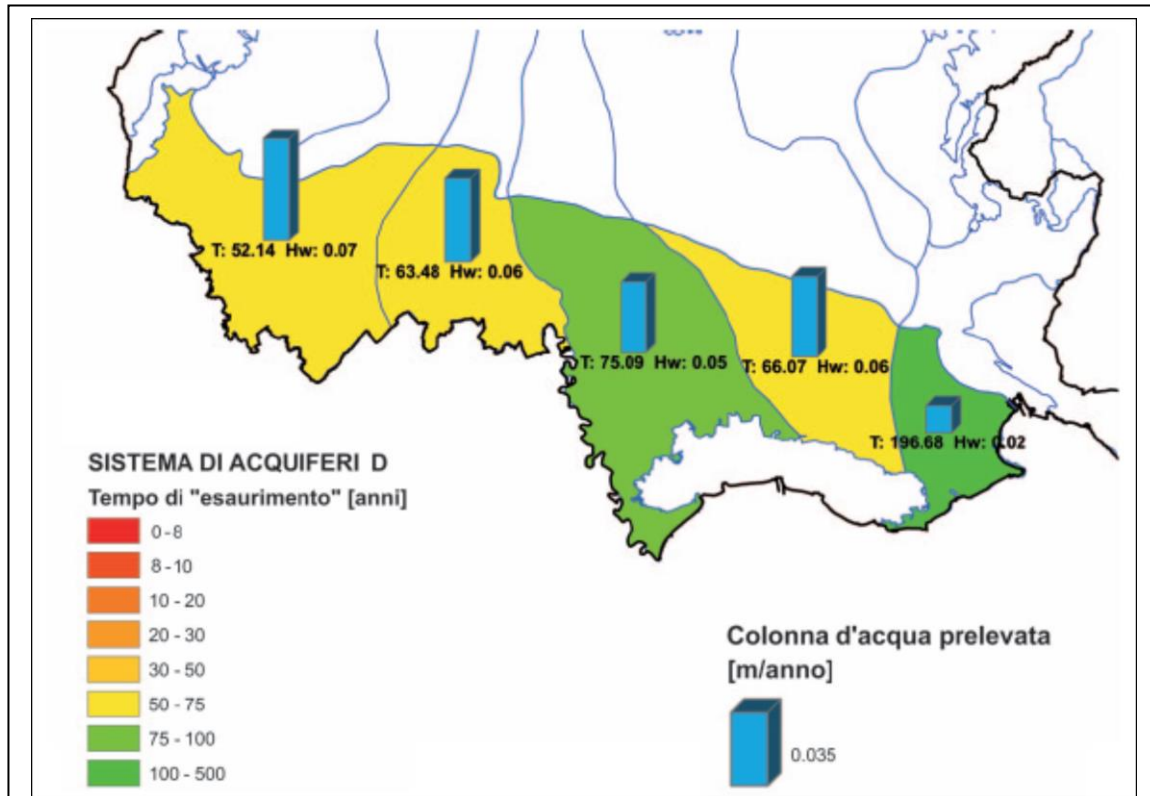 T: 52.14 Hw: 0.07
T: 63.48 Hw: 0.06
T: 75.09 Hw: 0.05
T: 66.07 Hw: 0.06
T: 196.68 Hw: 0.02
SISTEMA DI ACQUIFERI D
Tempo di "esaurimento" [anni]
0 - 8
8 - 10
10 - 20
20 - 30
30 - 50
50 - 75
75 - 100
100 - 500
Colonna d'acqua prelevata
[m/anno]
0.035